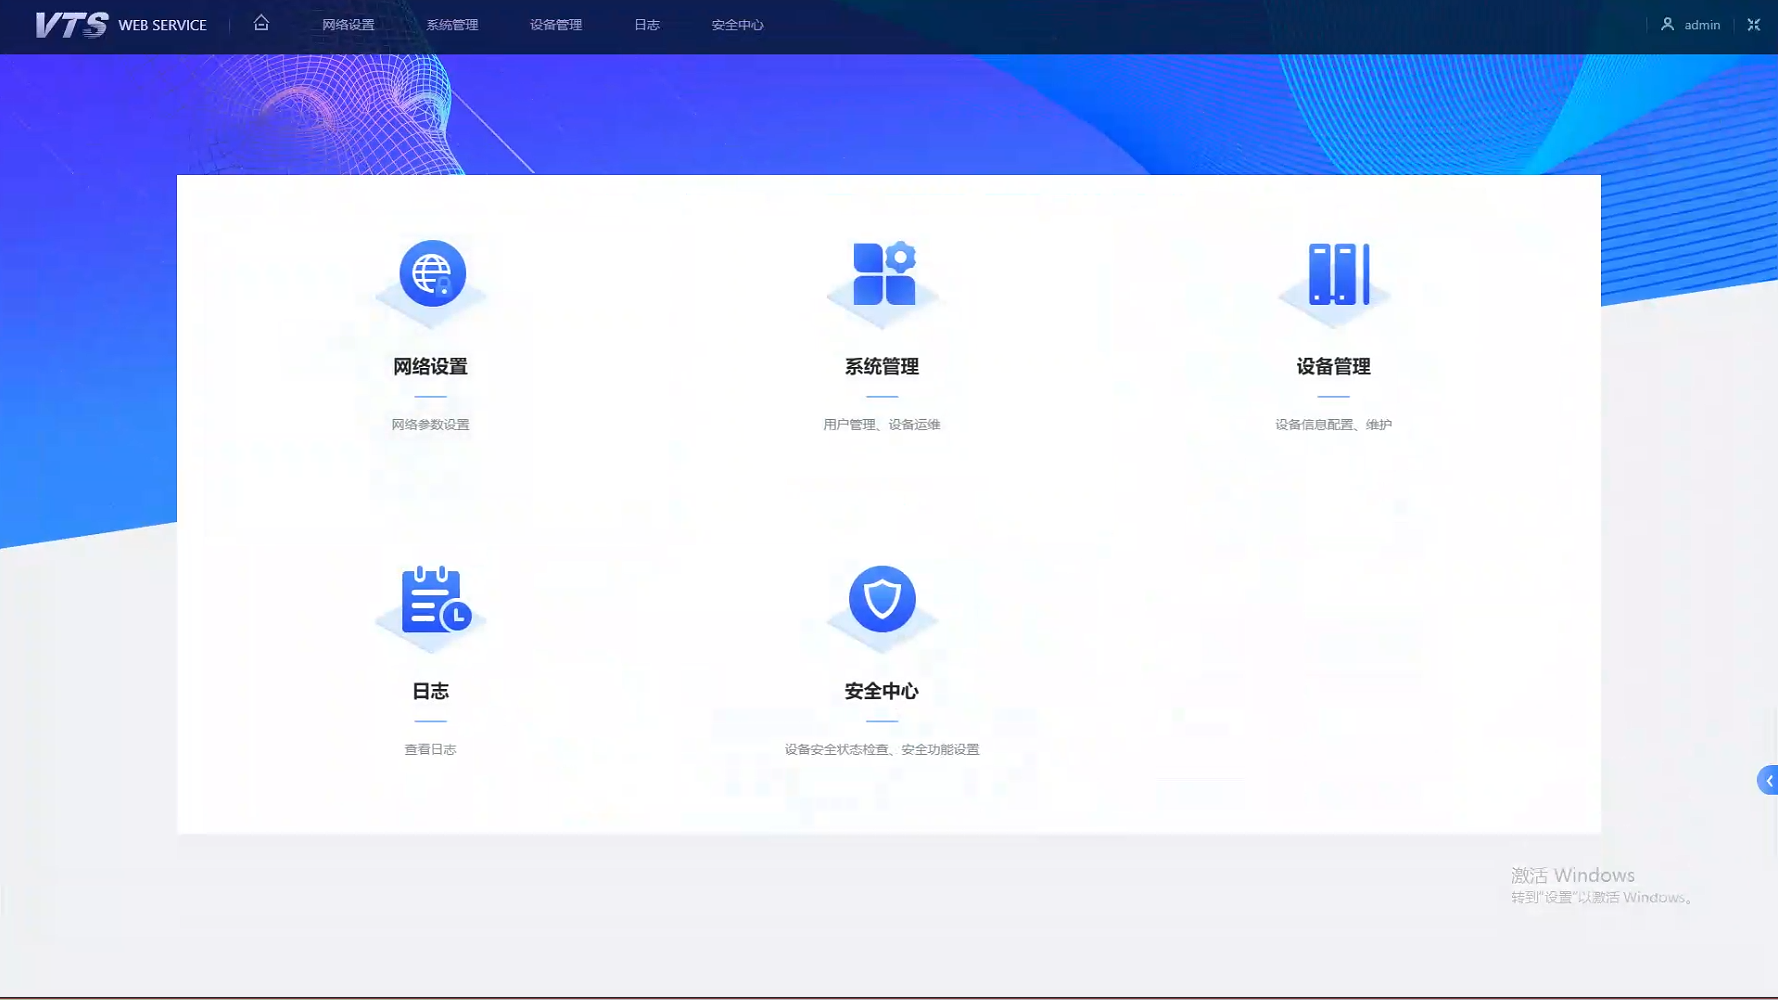 VTS WEB SERVICE 网络设置 系统管理 设备管理 日志 安全中心 admin
网络设置 系统管理 设备管理
网络参数设置 用户管理、设备运维 设备信息配置、维护
日志 安全中心
查看日志 设备安全状态检查、安全功能设置
激活 Windows
转到"设置"以激活 Windows。